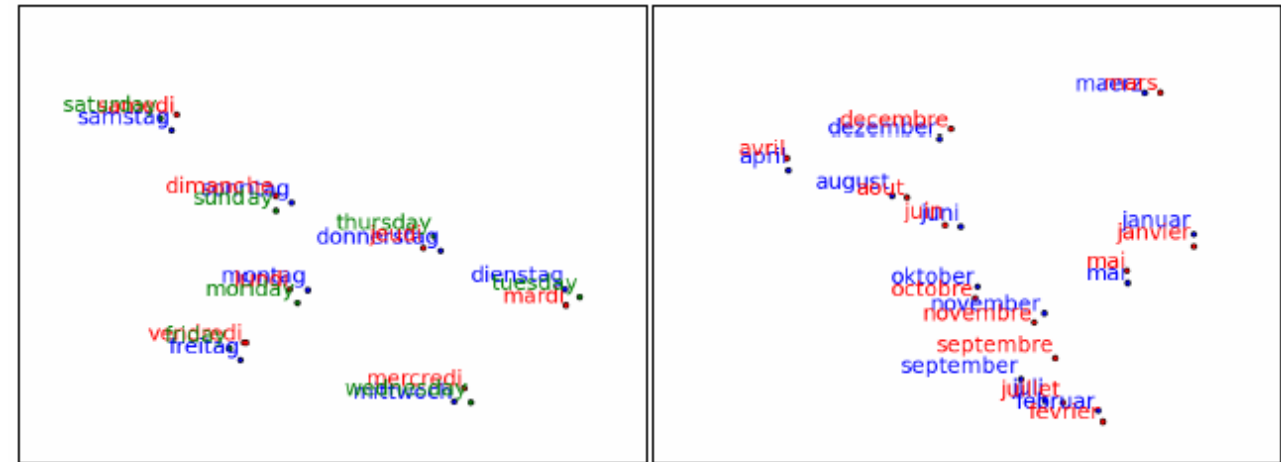 saturday
samedi
samstag
dimanche
sonntag
sunday
thursday
donnerstag
jeudi
montag
lundi
monday
dienstag
tuesday
mardi
vendredi
friday
freitag
mercredi
wednesday
mittwoch
maerz
mars
decembre
dezember
avril
april
august
aout
juin
juni
januar
janvier
mai
mai
oktober
octobre
november
novembre
septembre
september
juli
juillet
februar
fevrier